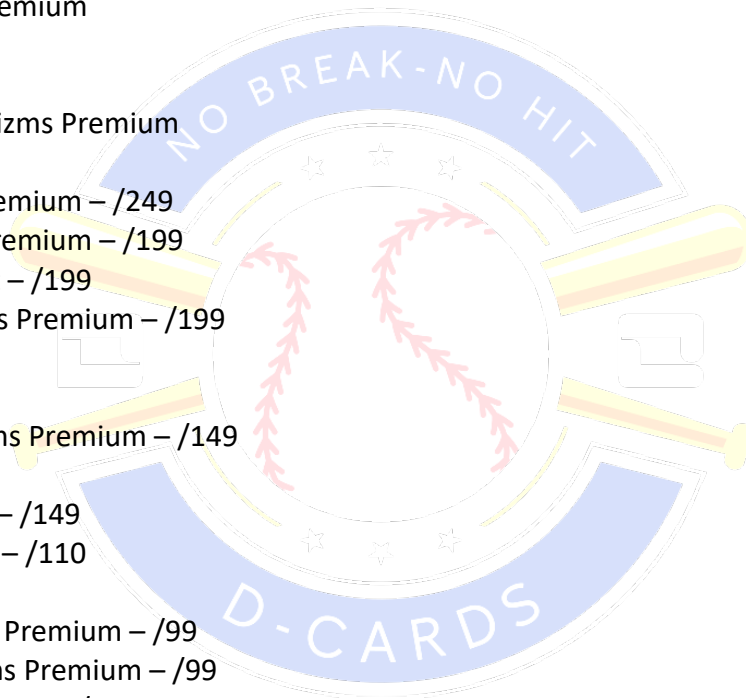 emium
NO BREAK-NO HIT
izms Premium
emium – /249
remium – /199
– /199
s Premium – /199
ns Premium – /149
– /149
– /110
D-CARDS
Premium – /99
ns Premium – /99